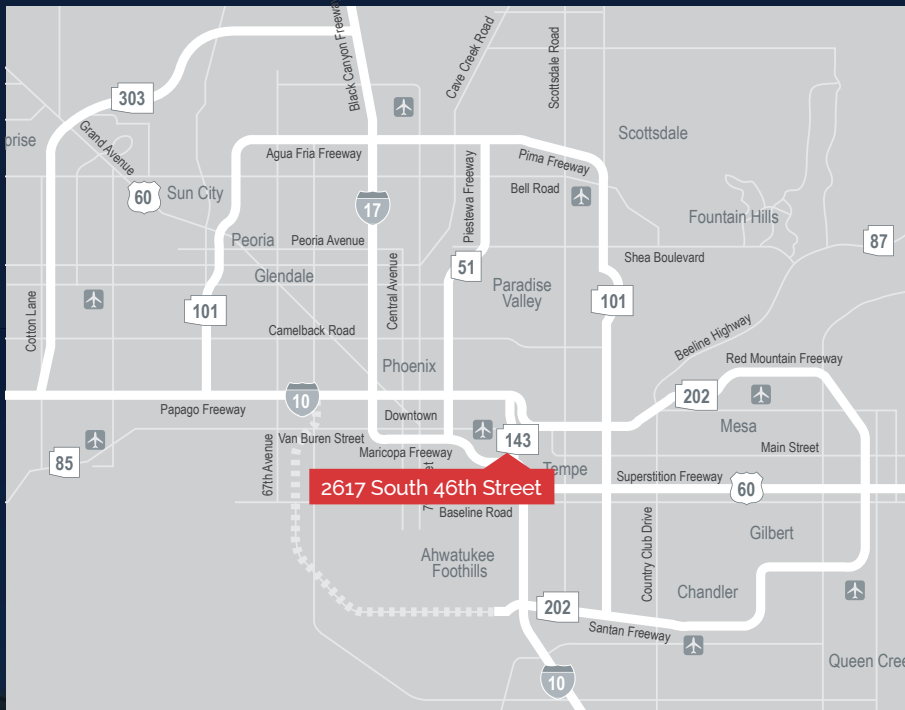 Black Canyon Freeway
Cave Creek Road
Scottsdale Road
303
Scottsdale
prise
Grand Avenue
Agua Fria Freeway
Piestewa Freeway
Pima Freeway
Bell Road
60
Sun City
17
Fountain Hills
Peoria
Peoria Avenue
87
Glendale
51
Shea Boulevard
Central Avenue
Paradise
Valley
101
101
Cotton Lane
Camelback Road
Beeline Highway
Phoenix
Red Mountain Freeway
10
202
Papago Freeway
Downtown
Mesa
67th Avenue
Van Buren Street
143
Main Street
85
Maricopa Freeway
Tempe
Superstition Freeway
60
2617 South 46th Street
7
et
Baseline Road
Country Club Drive
Gilbert
Ahwatukee
Foothills
Chandler
202
Santan Freeway
Queen Cree
10